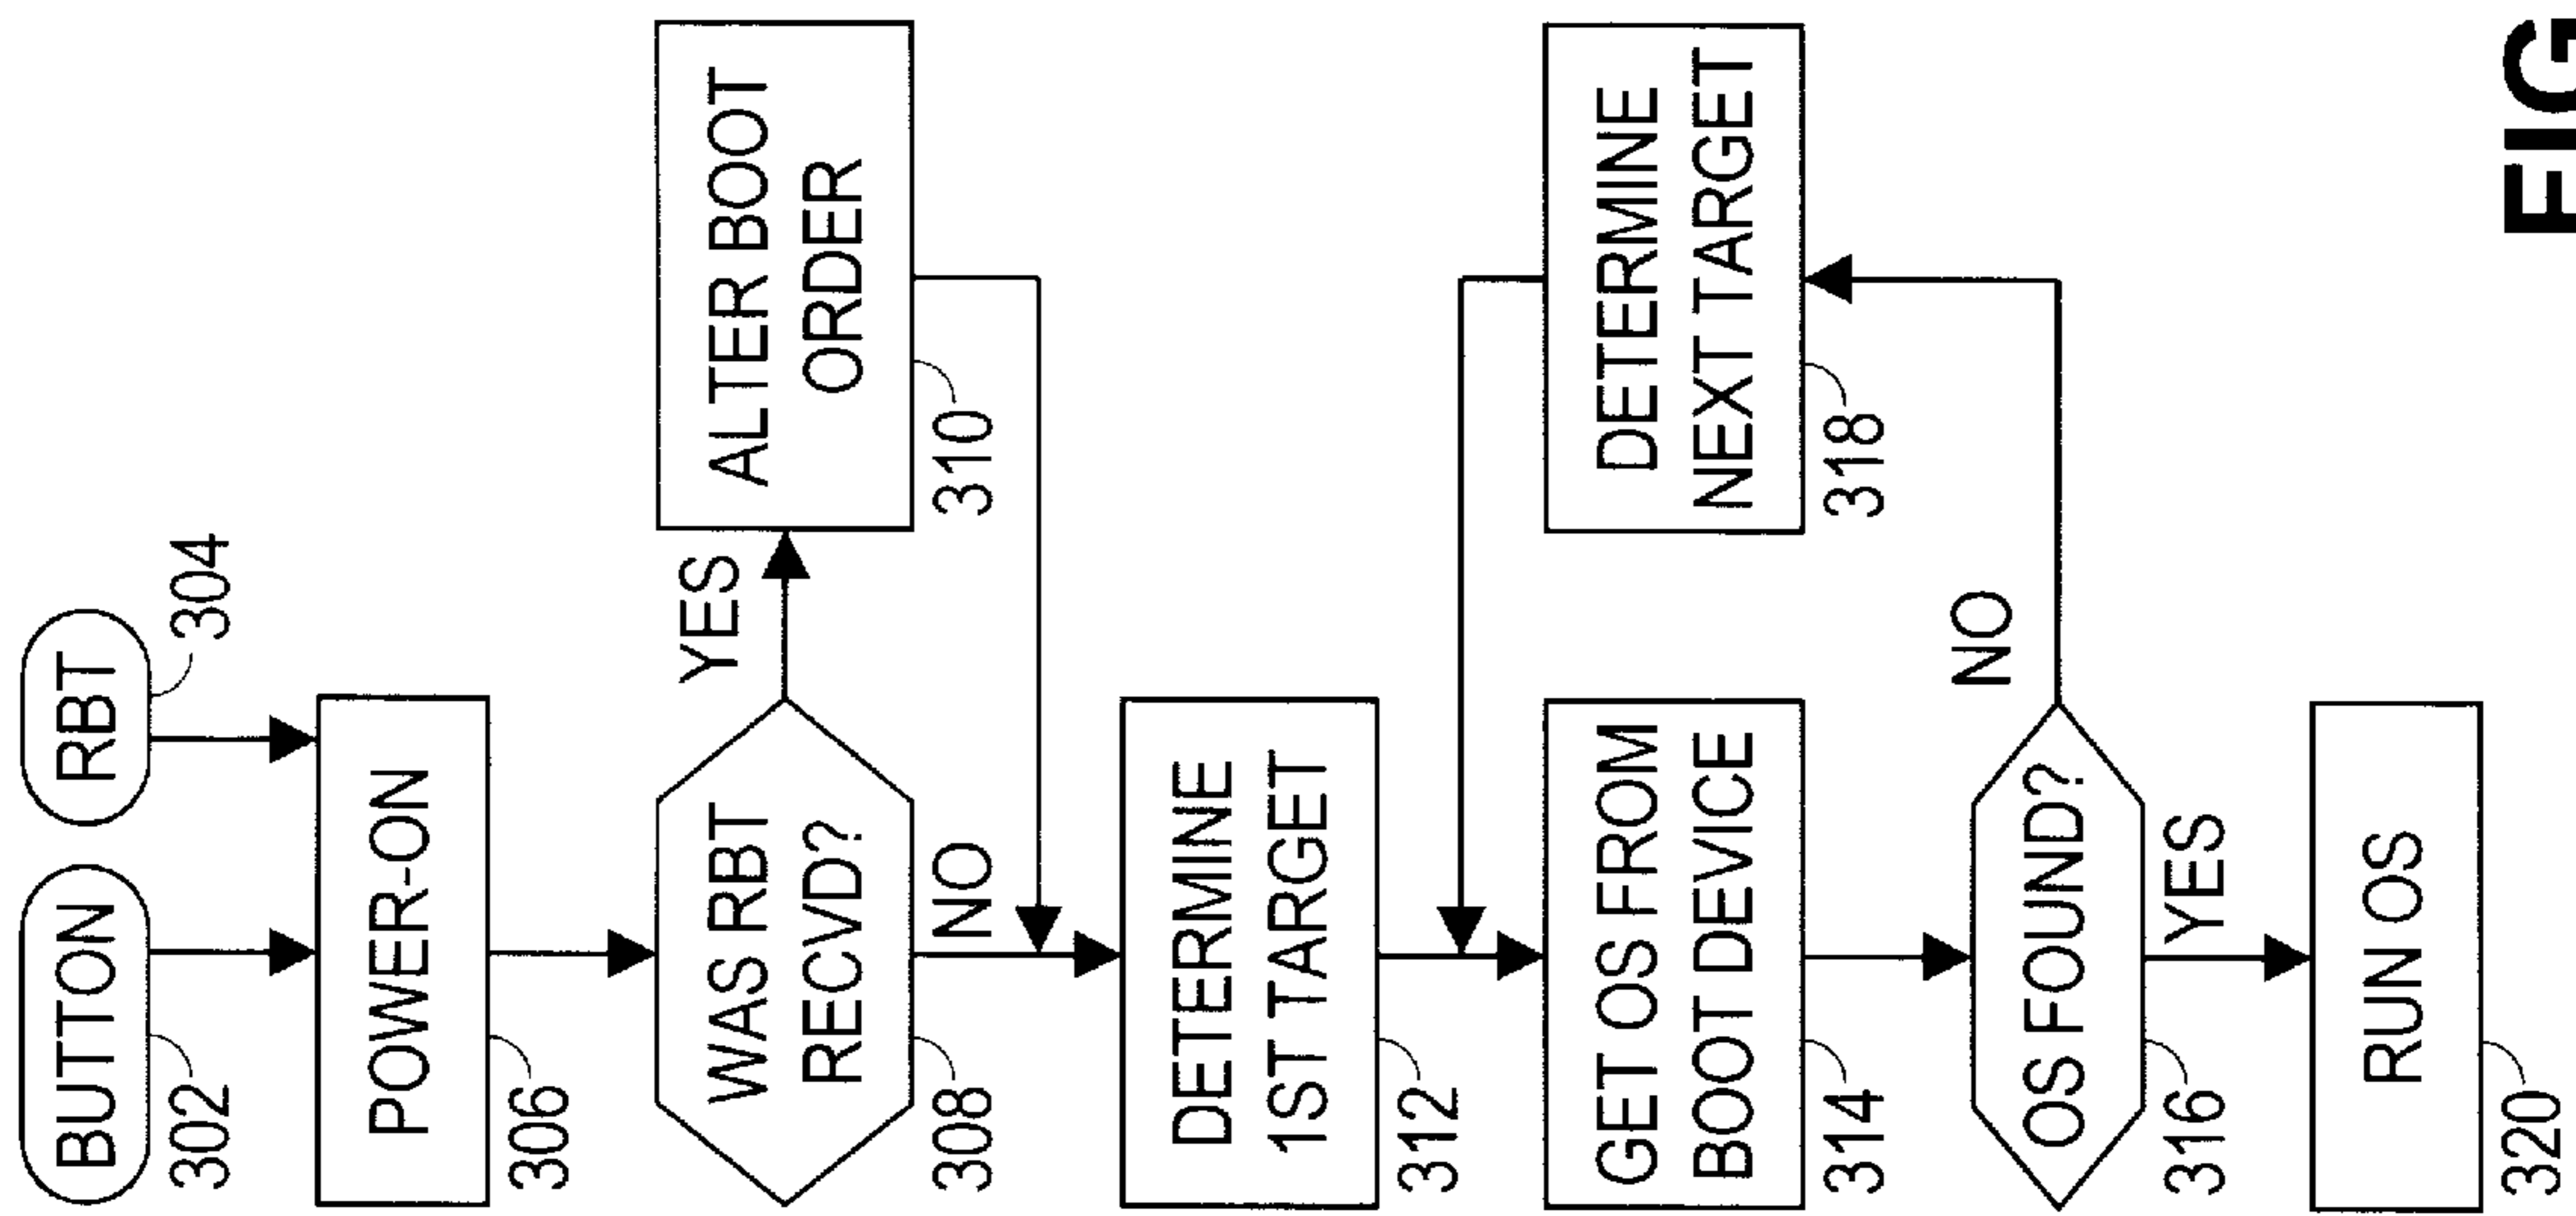 BUTTON
302
RBT
304
POWER-ON
306
WAS RBT
RECVD?
308
YES
ALTER BOOT
ORDER
310
NO
DETERMINE
1ST TARGET
312
GET OS FROM
BOOT DEVICE
314
DETERMINE
NEXT TARGET
318
OS FOUND?
316
NO
YES
RUN OS
320
FIG